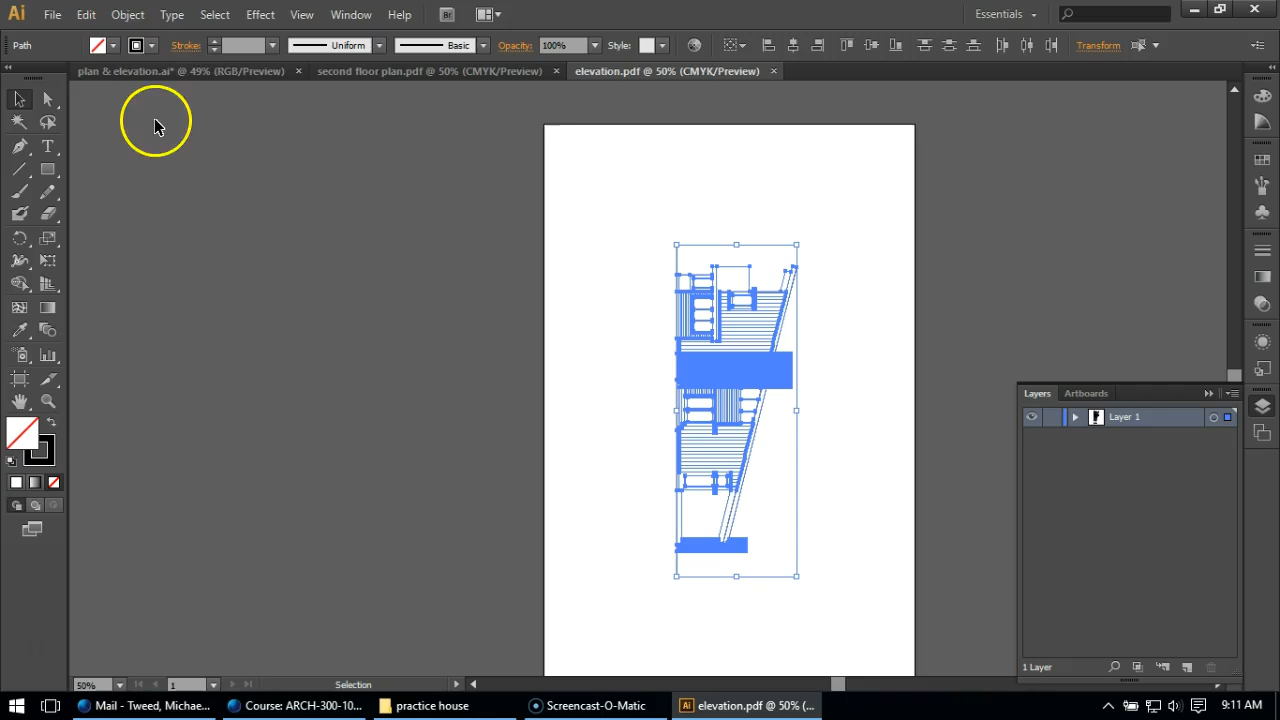 Ai File Edit Object Type Select Effect View Window Help Br Essentials
Path Stroke: Uniform Basic Opacity: 100% Style: Transform
plan & elevation.ai* @ 49% (RGB/Preview) × second floor plan.pdf @ 50% (CMYK/Preview) × elevation.pdf @ 50% (CMYK/Preview) ×
Layers Artboards
Layer 1
1 Layer
50% 1 Selection
Mail - Tweed, Michae... Course: ARCH-300-10... practice house Screencast-O-Matic Ai elevation.pdf @ 50% (... 9:11 AM